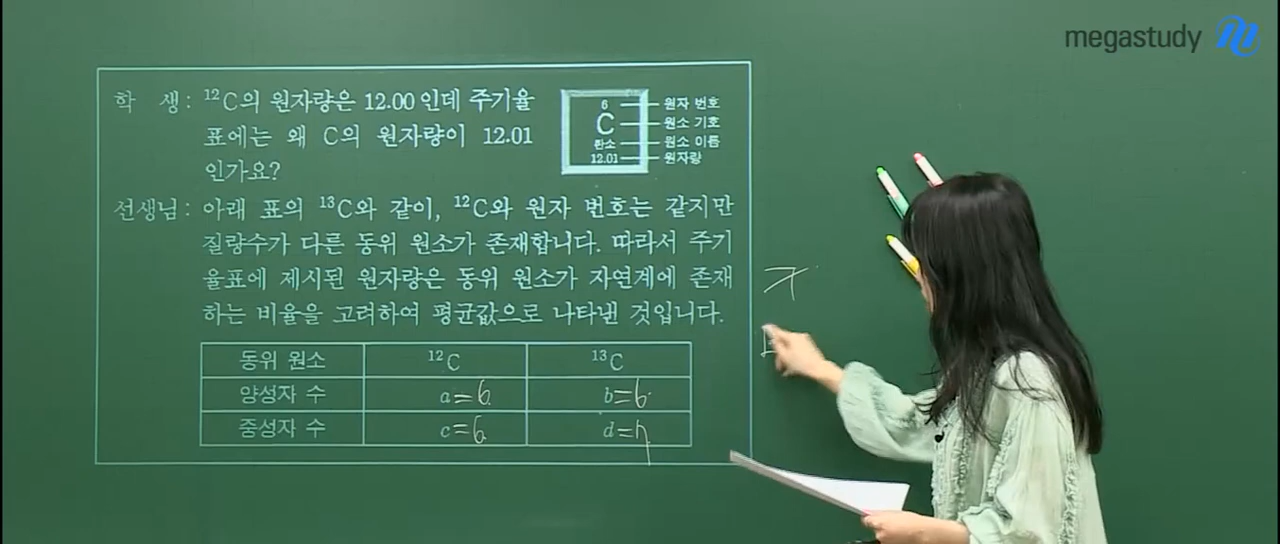 megastudy
학 생: ¹²C의 원자량은 12.00인데 주기율
표에는 왜 C의 원자량이 12.01
인가요?
6 원자 번호
C 원소 기호
탄소 원소 이름
12.01 원자량
선생님: 아래 표의 ¹³C와 같이, ¹²C와 원자 번호는 같지만
질량수가 다른 동위 원소가 존재합니다. 따라서 주기
율표에 제시된 원자량은 동위 원소가 자연계에 존재
하는 비율을 고려하여 평균값으로 나타낸 것입니다.
동위 원소 ¹²C ¹³C
양성자 수 a=6 b=6
중성자 수 c=6 d=7
ㅈ